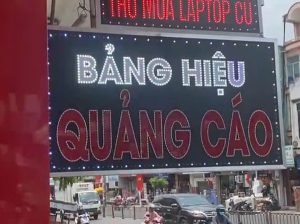 THU MUA LAPTOP CŨ
BẢNG HIỆU
QUẢNG CÁO